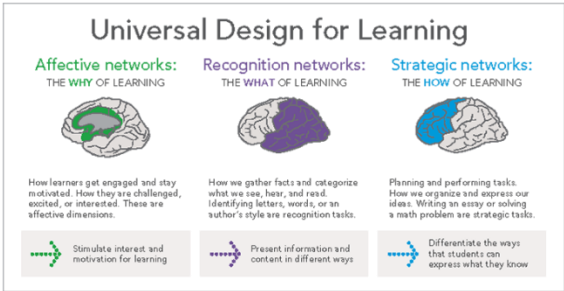 Universal Design for Learning
Affective networks:
THE WHY OF LEARNING
How learners get engaged and stay
motivated. How they are challenged,
excited, or interested. These are
affective dimensions.
Stimulate interest and
motivation for learning
Recognition networks:
THE WHAT OF LEARNING
How we gather facts and categorize
what we see, hear, and read.
Identifying letters, words, or an
author's style are recognition tasks.
Present information and
content in different ways
Strategic networks:
THE HOW OF LEARNING
Planning and performing tasks.
How we organize and express our
ideas. Writing an essay or solving
a math problem are strategic tasks.
Differentiate the ways
that students can
express what they know